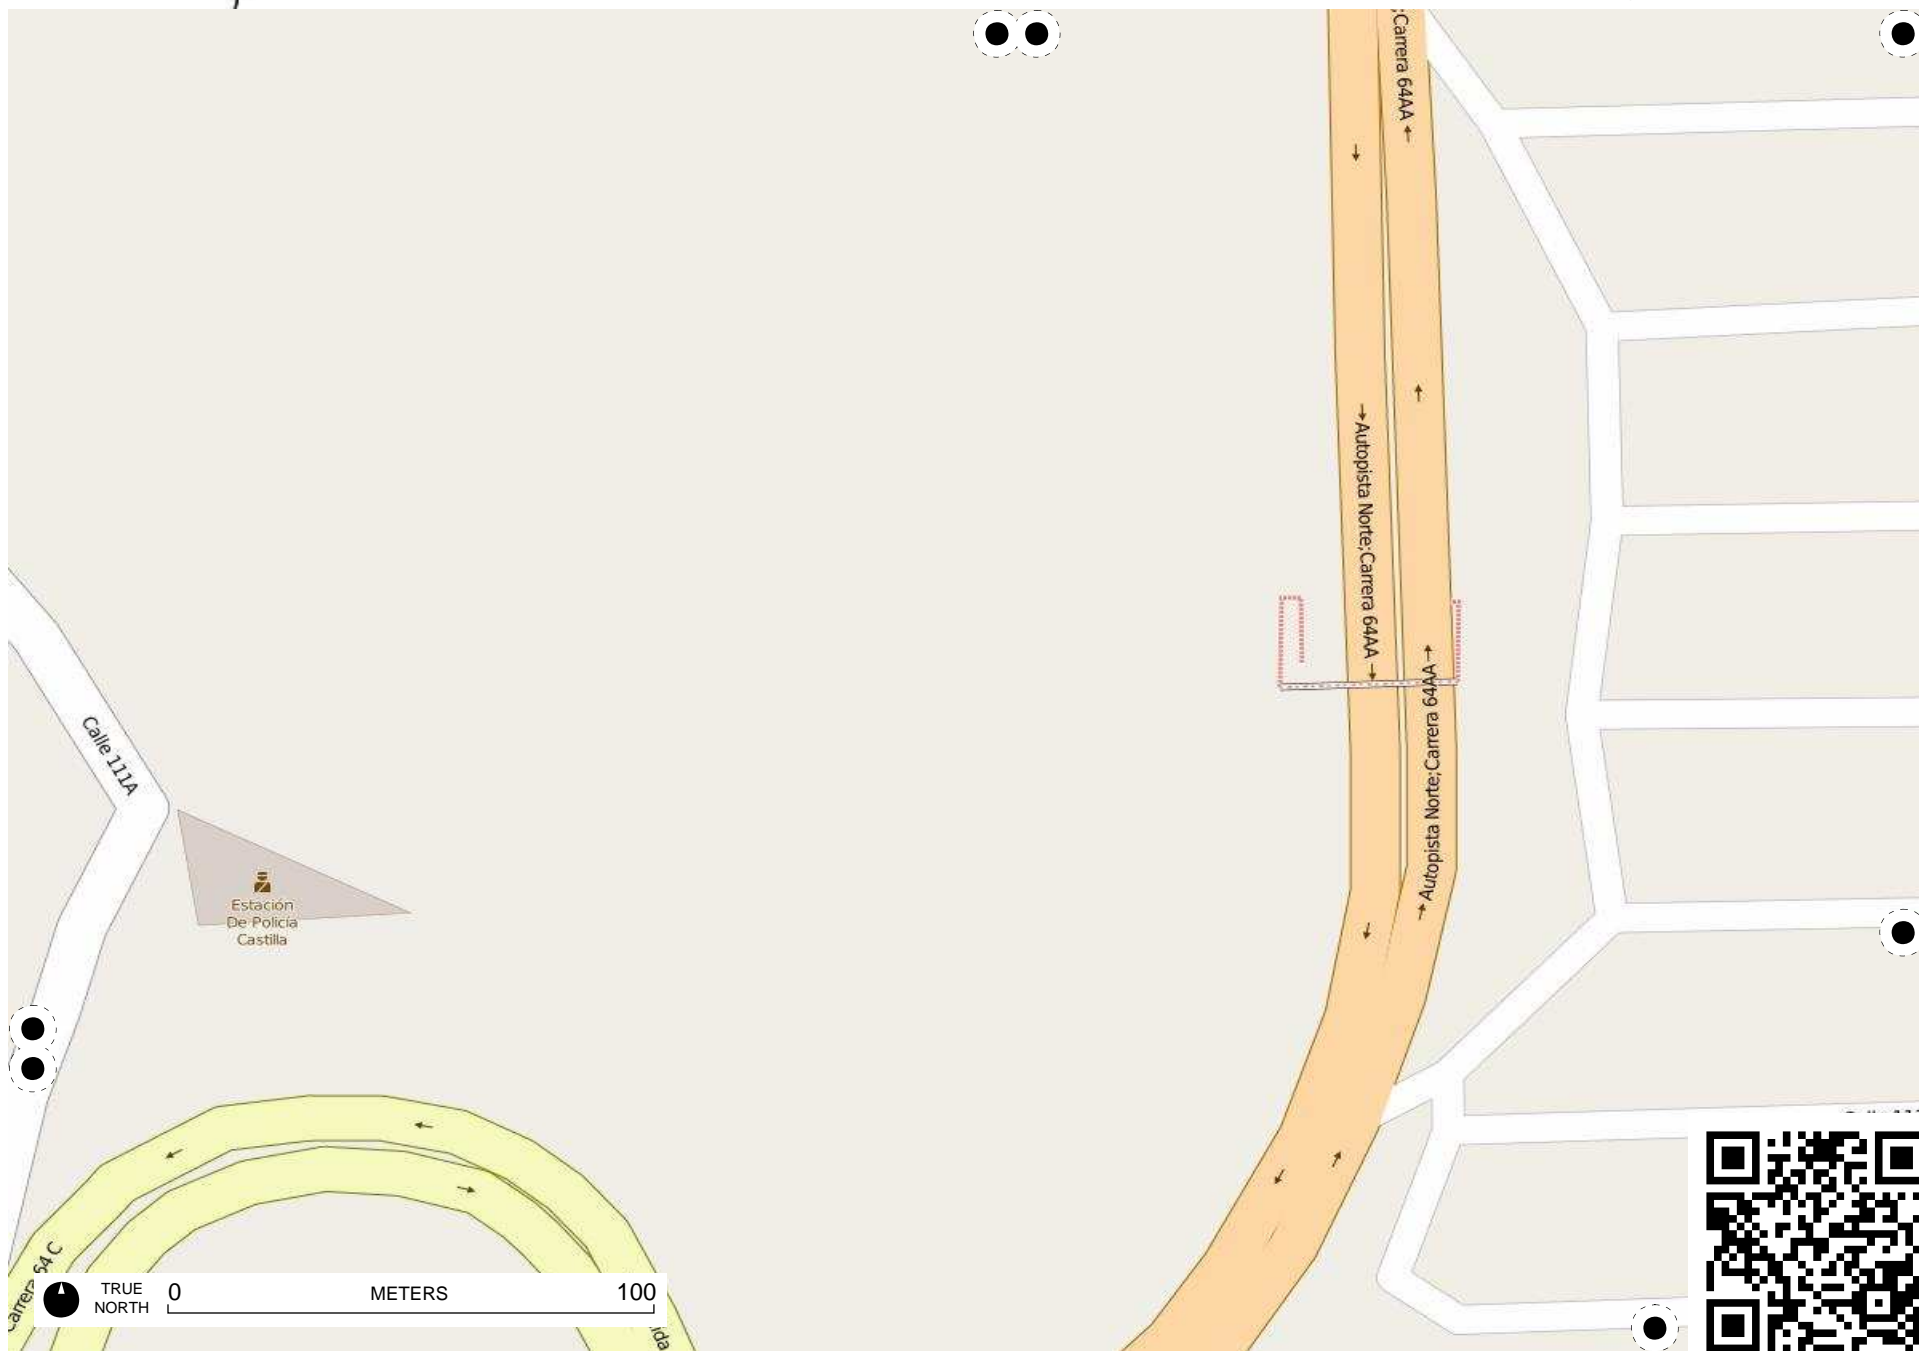 ;Carrera 64AA
Autopista Norte;Carrera 64AA
Autopista Norte;Carrera 64AA
Calle 111A
Estación
De Policía
Castilla
Carrera 64 C
TRUE
NORTH
0
METERS
100